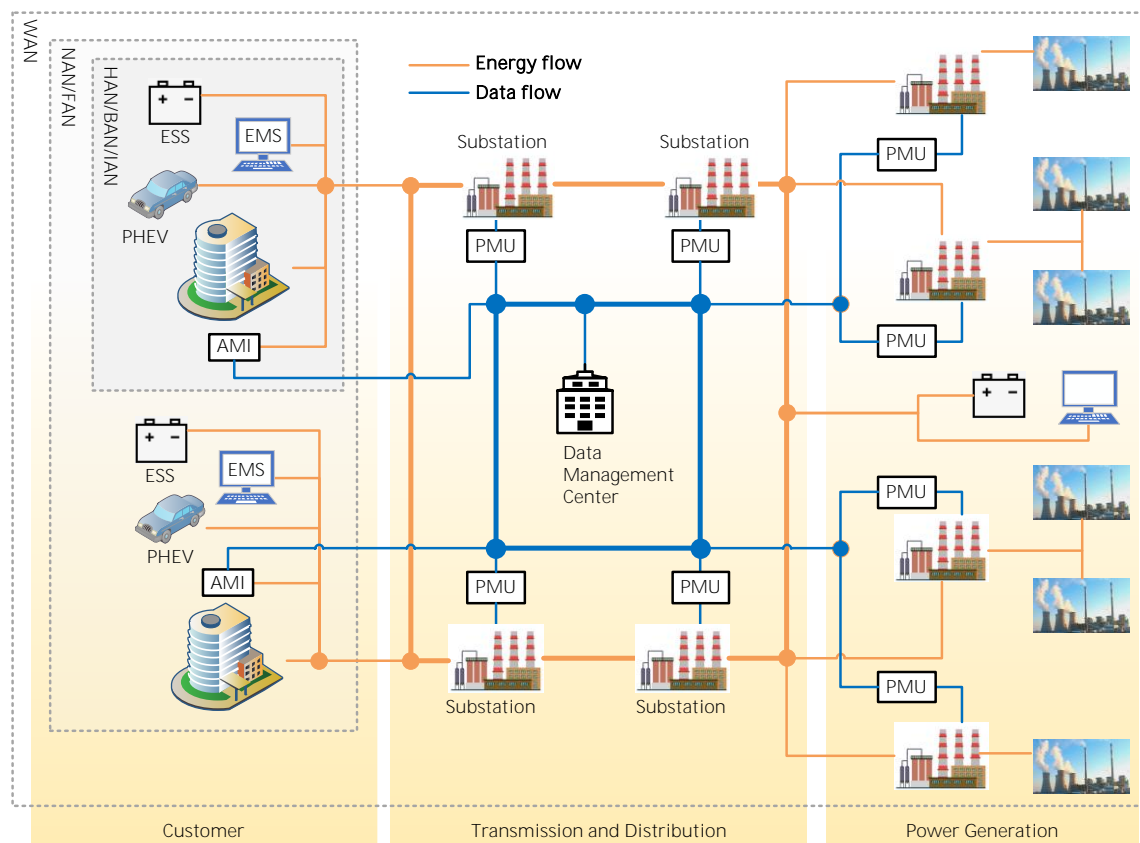 WAN
NAN/FAN
HAN/BAN/IAN
Energy flow
Data flow
ESS
EMS
PHEV
AMI
Substation
Substation
PMU
PMU
PMU
PMU
Data
Management
Center
ESS
EMS
PHEV
AMI
PMU
PMU
Substation
Substation
PMU
PMU
Customer
Transmission and Distribution
Power Generation